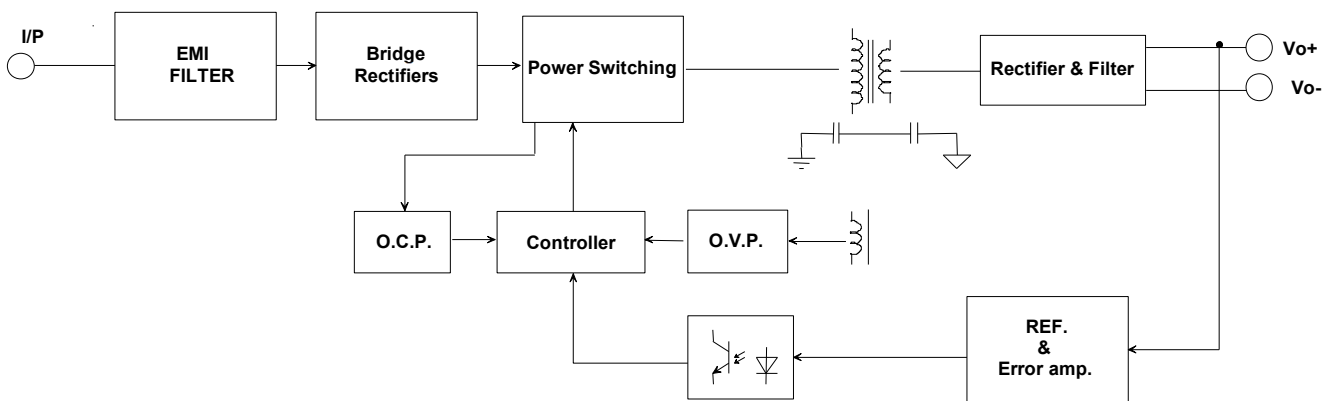 I/P
EMI
FILTER
Bridge
Rectifiers
Power Switching
Rectifier & Filter
Vo+
Vo-
O.C.P.
Controller
O.V.P.
REF.
&
Error amp.